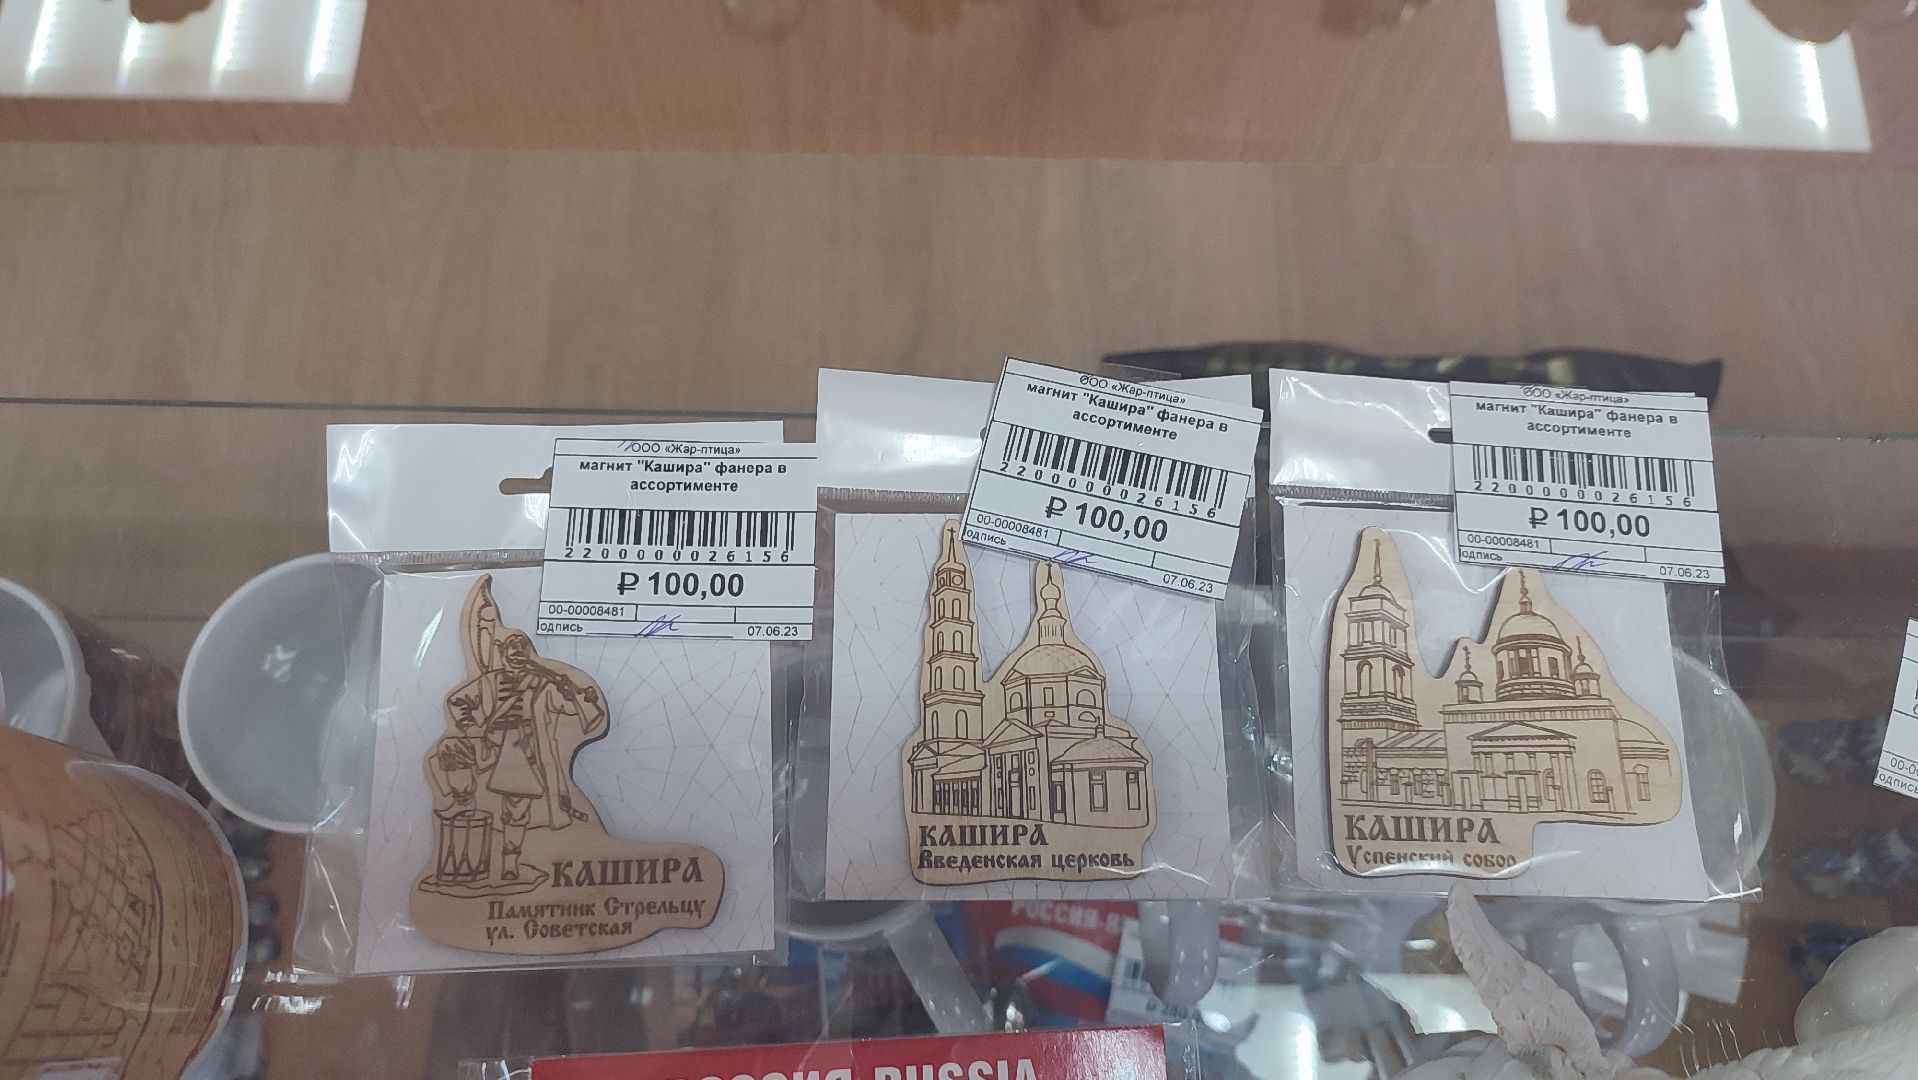 ООО «Жар-птица»
магнит "Кашира" фанера в
ассортименте
2200000026156
₽ 100,00
00-00008481
одпись
07.06.23
КАШИРА
Памятник Стрельцу
ул. Советская
ООО «Жар-птица»
магнит "Кашира" фанера в
ассортименте
2200000026156
₽ 100,00
00-00008481
одпись
07.06.23
КАШИРА
Введенская церковь
ООО «Жар-птица»
магнит "Кашира" фанера в
ассортименте
2200000026156
₽ 100,00
00-00008481
одпись
07.06.23
КАШИРА
Успенский собор
РОССИЯ-
РОССИЯ RUSSIA
одпись